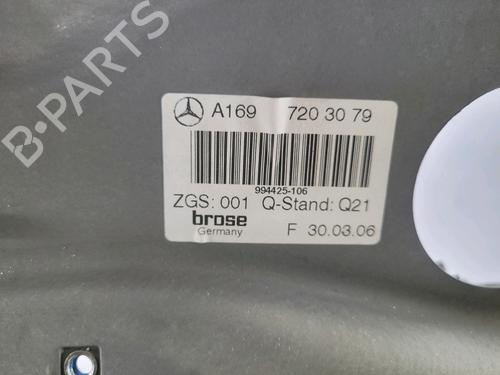 B-PARTS
A169 720 30 79
994425-106
ZGS: 001 Q-Stand: Q21
brose
Germany F 30.03.06